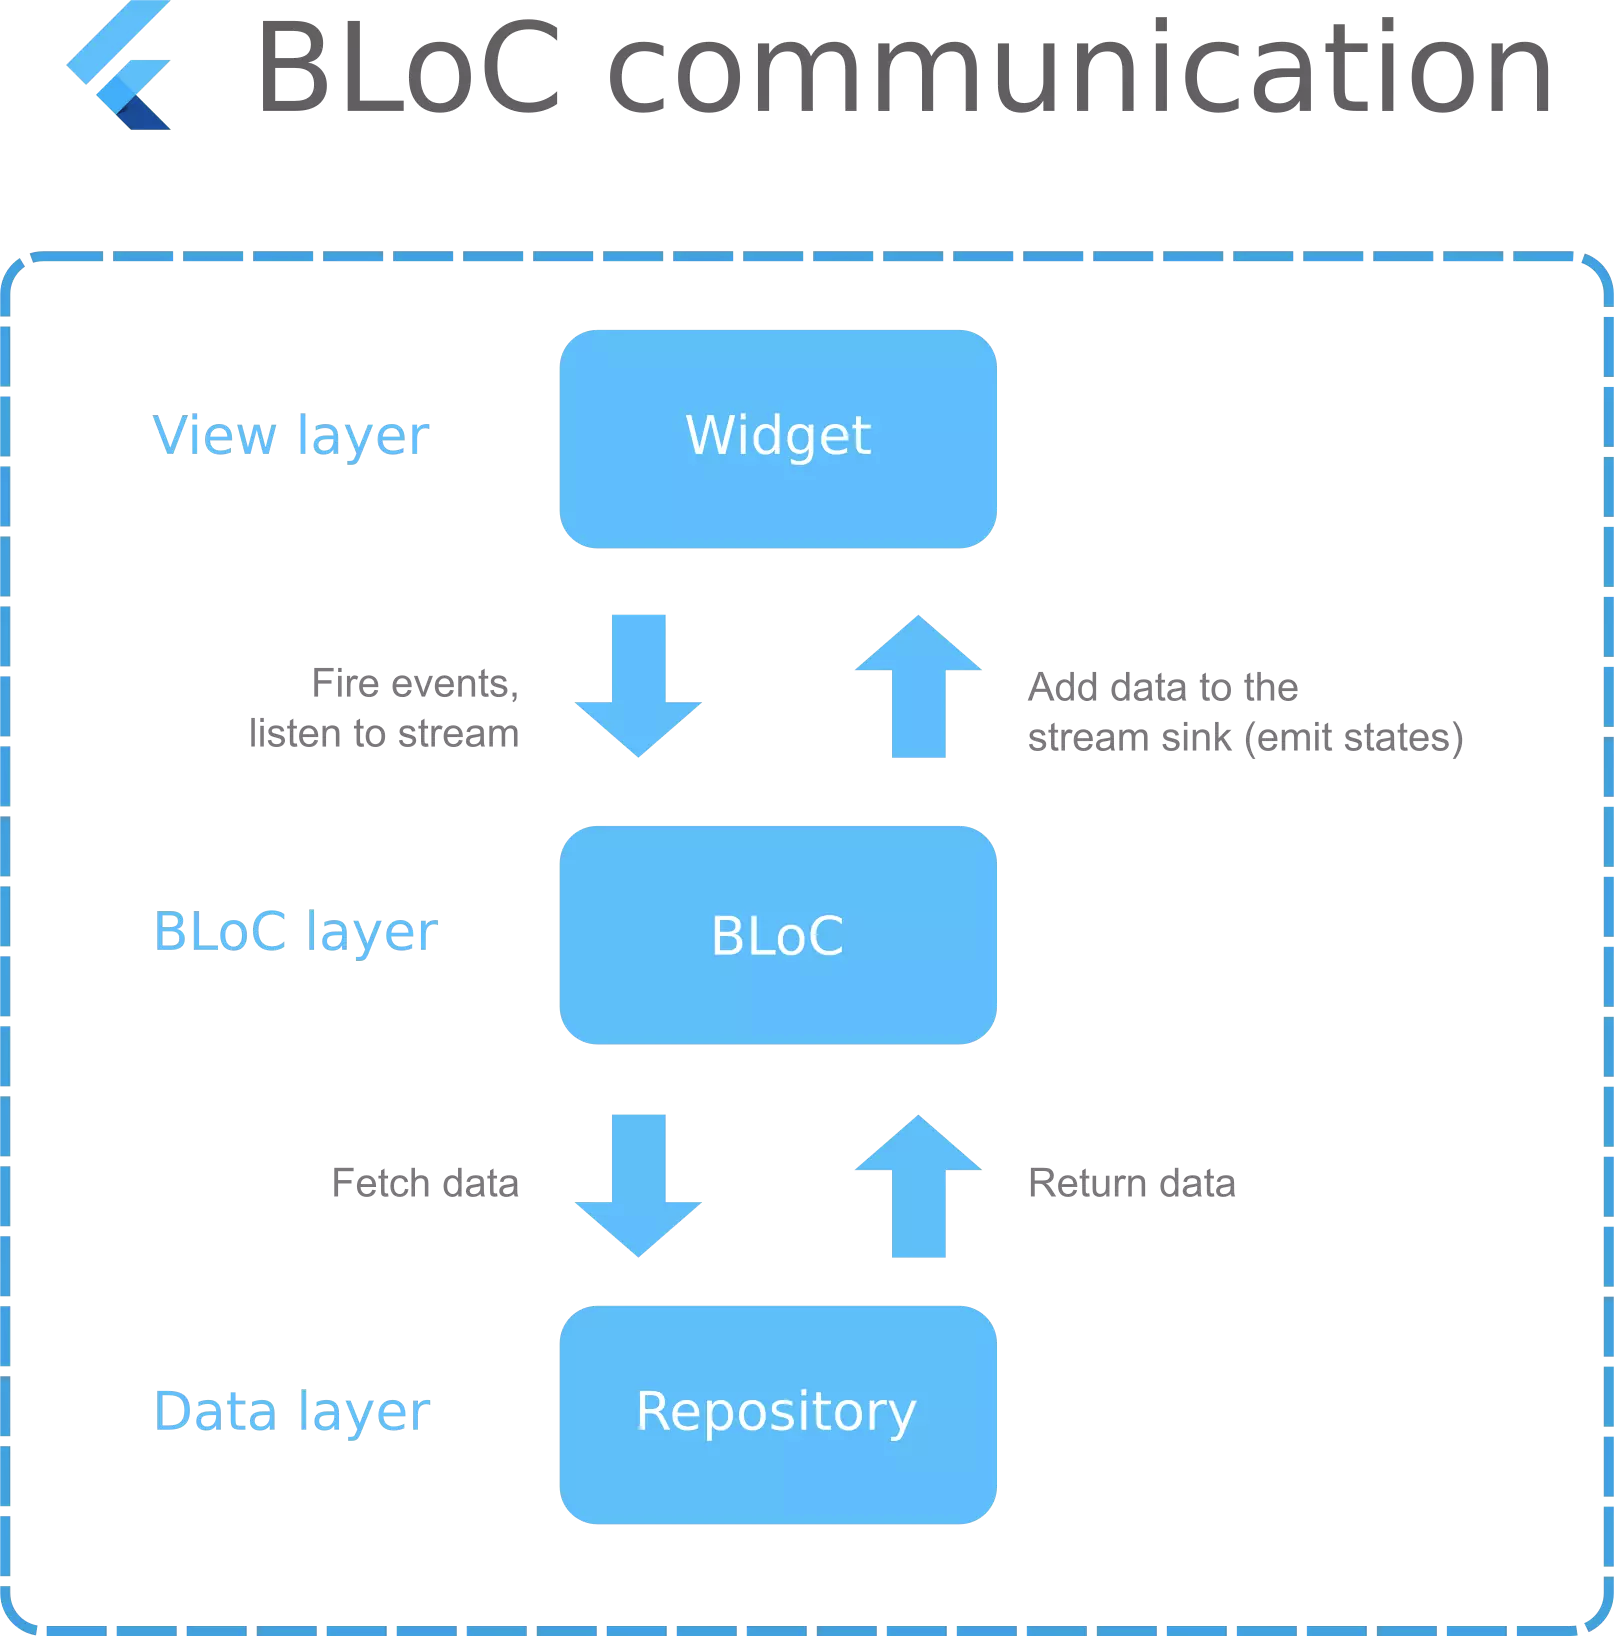 BLoC communication
View layer
Widget
Fire events,
listen to stream
Add data to the
stream sink (emit states)
BLoC layer
BLoC
Fetch data
Return data
Data layer
Repository